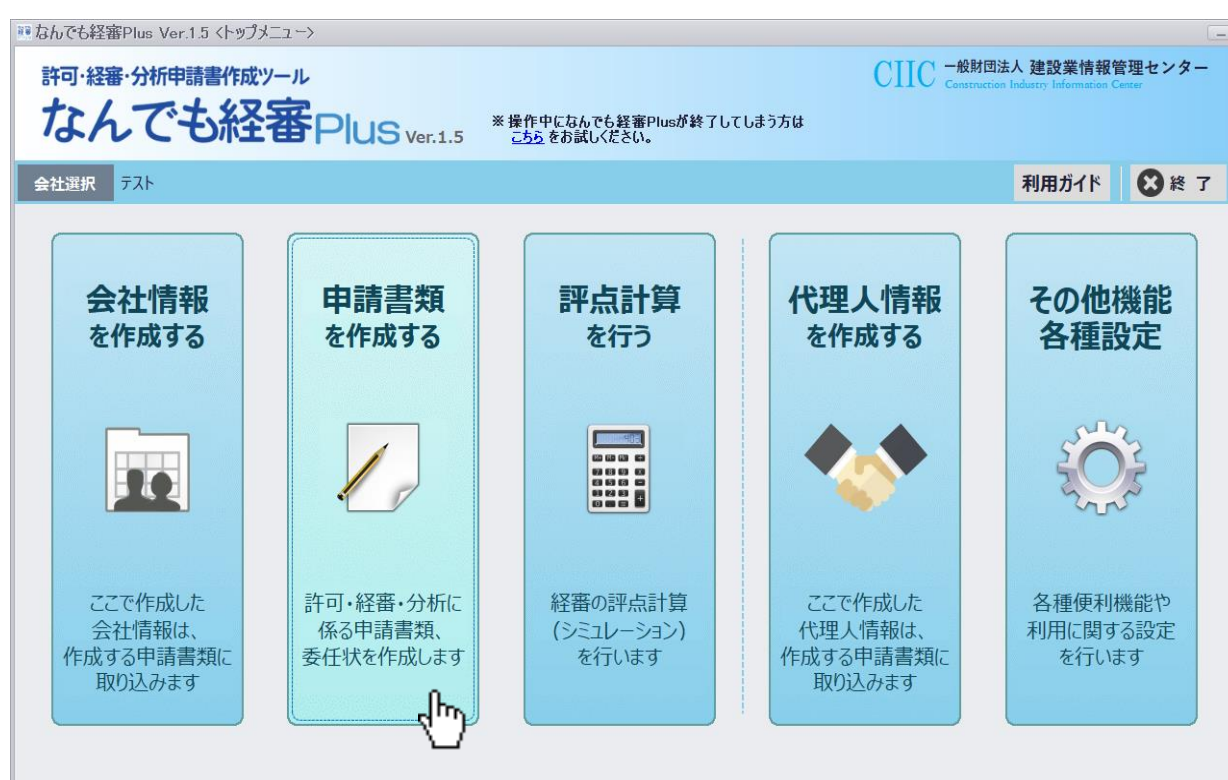 なんでも経審Plus Ver.1.5 <トップメニュー>
許可･経審･分析申請書作成ツール
なんでも経審Plus Ver.1.5
※操作中になんでも経審Plusが終了してしまう方は
こちら をお試しください。
CIIC 一般財団法人 建設業情報管理センター
Construction Industry Information Center
会社選択 テスト
利用ガイド
終 了
会社情報
を作成する
ここで作成した
会社情報は、
作成する申請書類に
取り込みます
申請書類
を作成する
許可･経審･分析に
係る申請書類、
委任状を作成します
評点計算
を行う
経審の評点計算
(シミュレーション)
を行います
代理人情報
を作成する
ここで作成した
代理人情報は、
作成する申請書類に
取り込みます
その他機能
各種設定
各種便利機能や
利用に関する設定
を行います